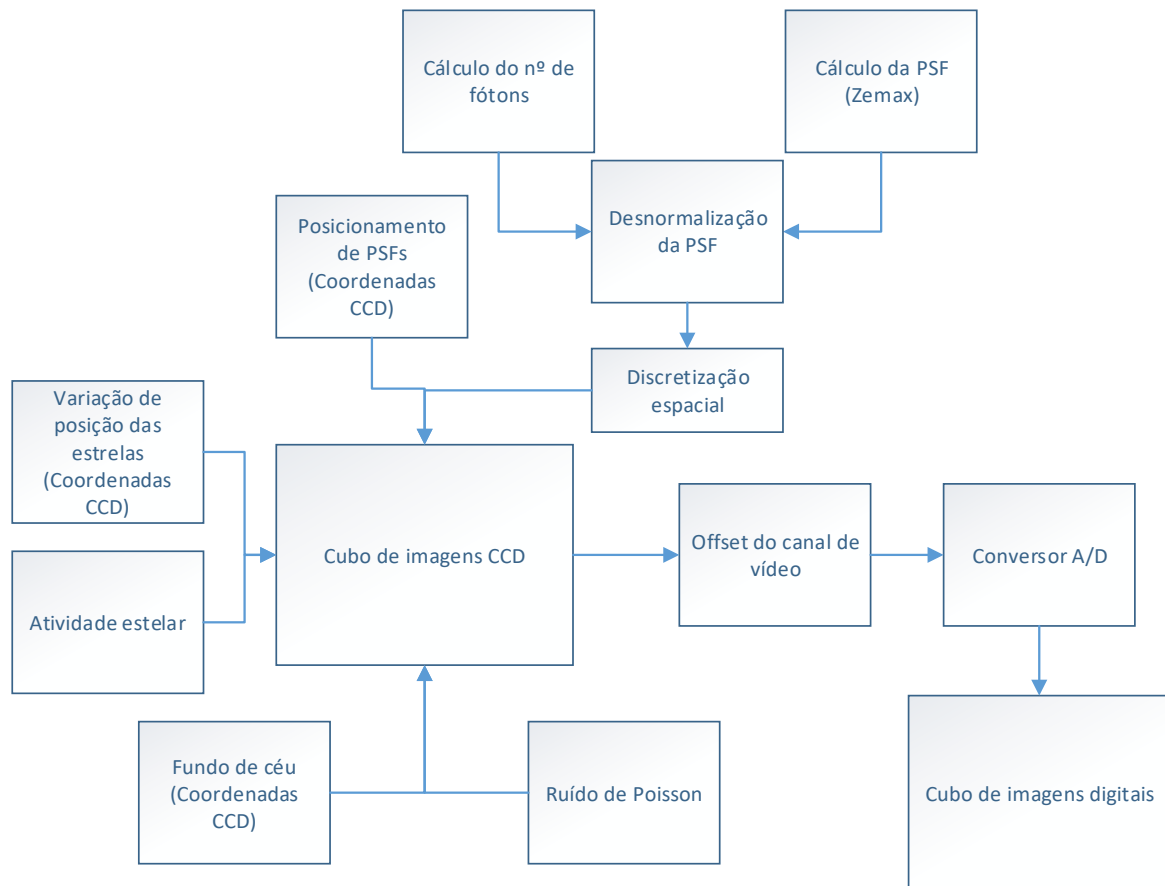 Cálculo do nº de
fótons
Cálculo da PSF
(Zemax)
Desnormalização
da PSF
Posicionamento
de PSFs
(Coordenadas
CCD)
Discretização
espacial
Variação de
posição das
estrelas
(Coordenadas
CCD)
Cubo de imagens CCD
Offset do canal de
vídeo
Conversor A/D
Atividade estelar
Fundo de céu
(Coordenadas
CCD)
Ruído de Poisson
Cubo de imagens digitais